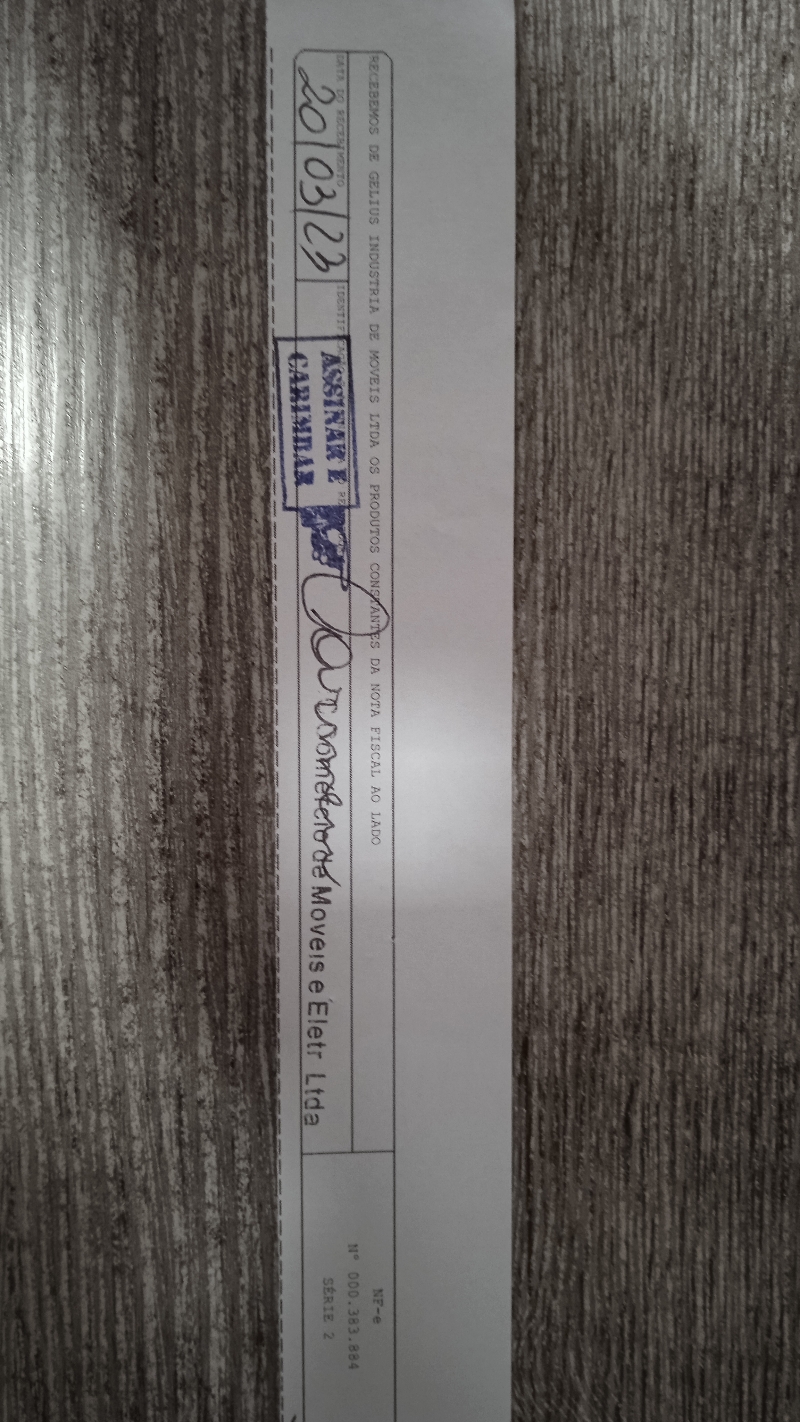 RECEBEMOS DE GELIUS INDUSTRIA DE MOVEIS LTDA OS PRODUTOS CONSTANTES DA NOTA FISCAL AO LADO
NF-e
Nº 000.383.884
SÉRIE 2
DATA DO RECEBIMENTO
20/03/23
ASSINAR E
CARIMBAR
de Moveis e Eletr Ltda